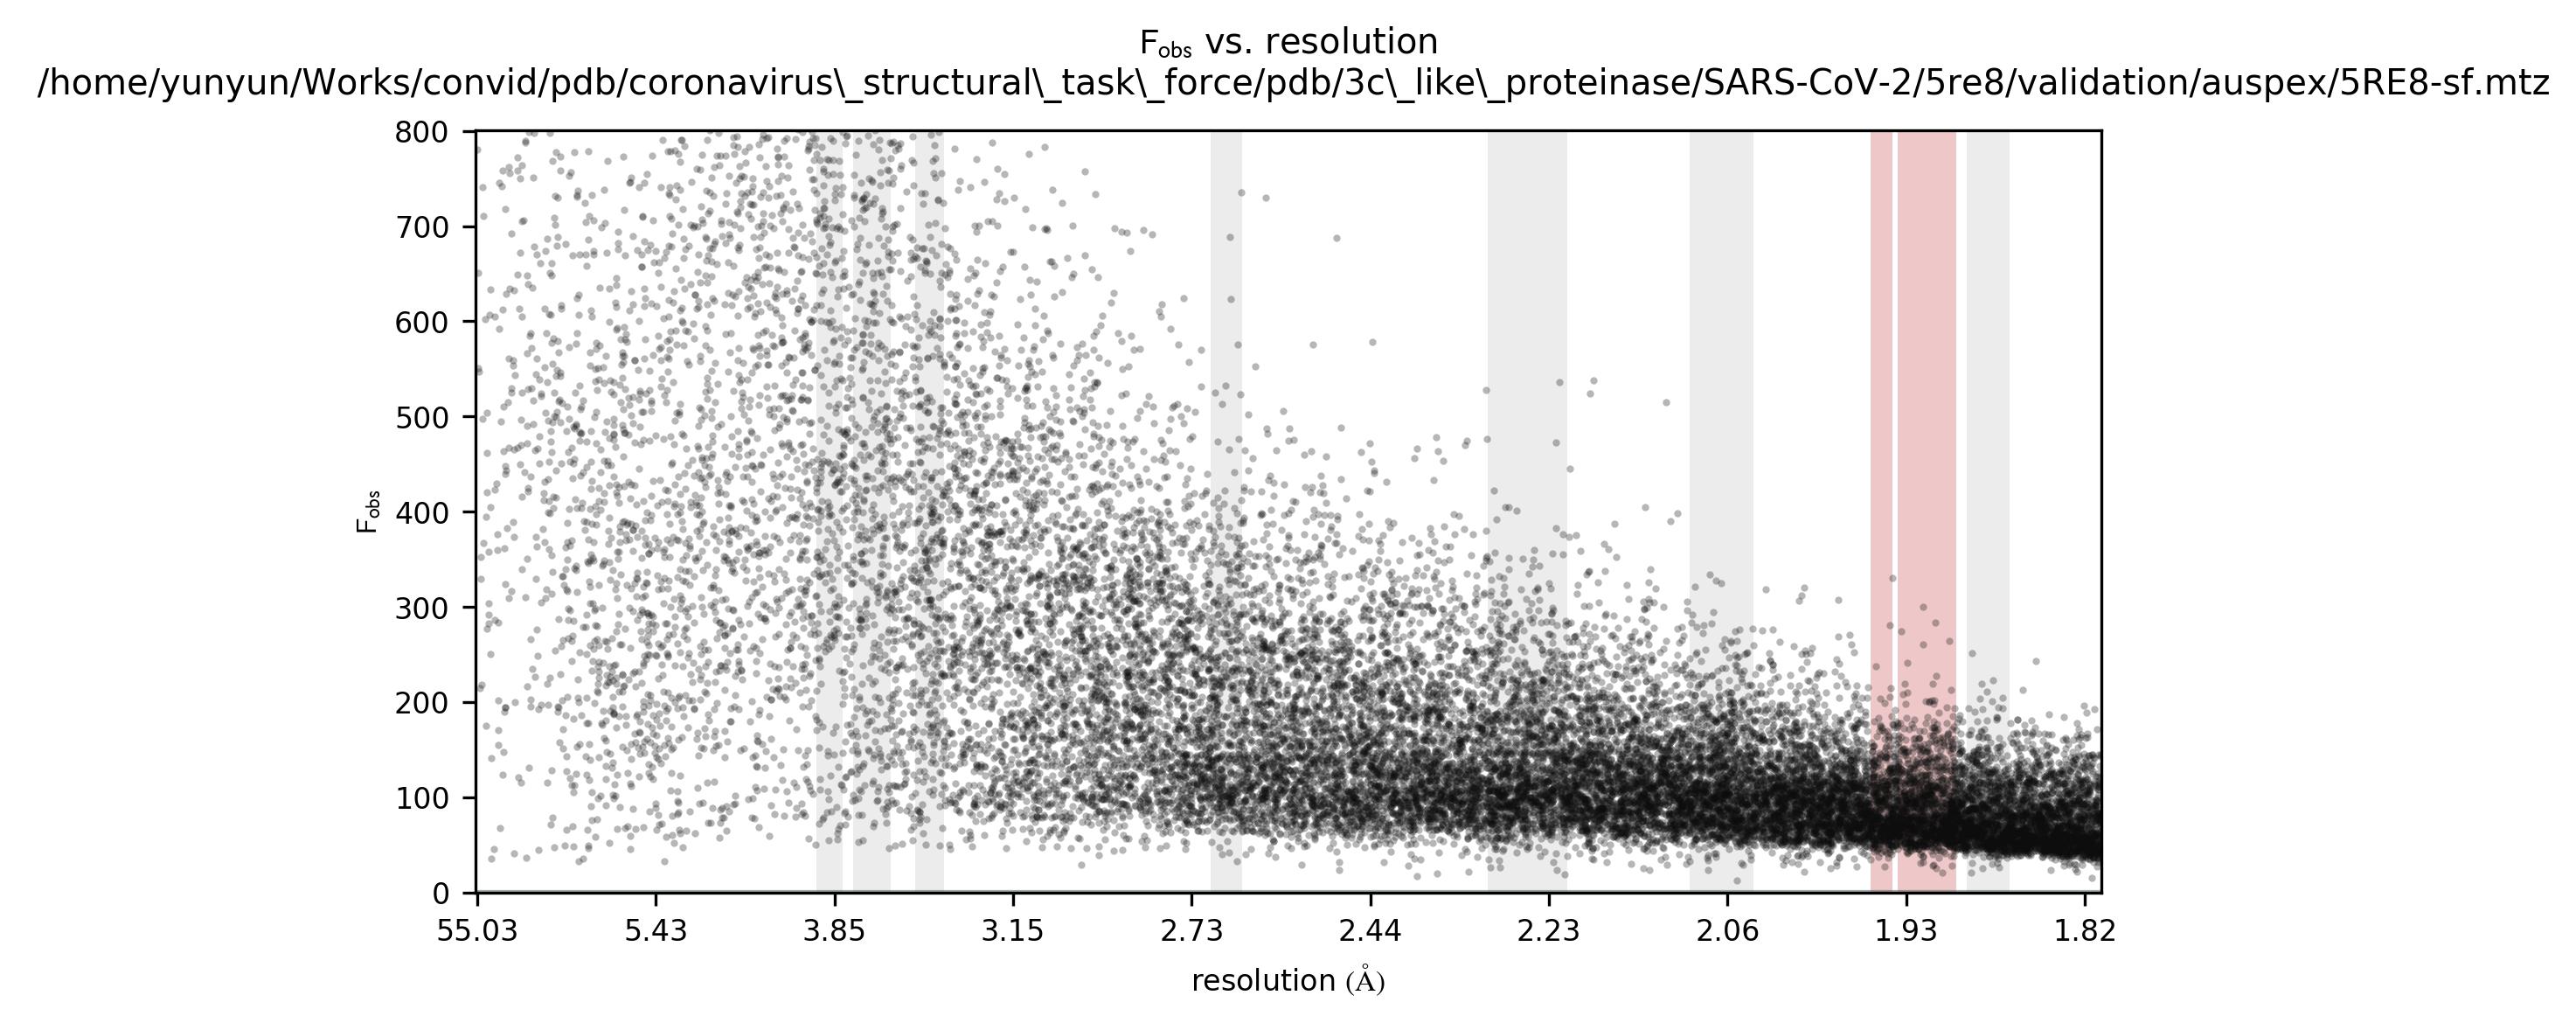 F_obs vs. resolution
/home/yunyun/Works/convid/pdb/coronavirus\_structural\_task\_force/pdb/3c\_like\_proteinase/SARS-CoV-2/5re8/validation/auspex/5RE8-sf.mtz
800
700
600
500
400
300
200
100
0
F_obs
55.03 5.43 3.85 3.15 2.73 2.44 2.23 2.06 1.93 1.82
resolution (Å)